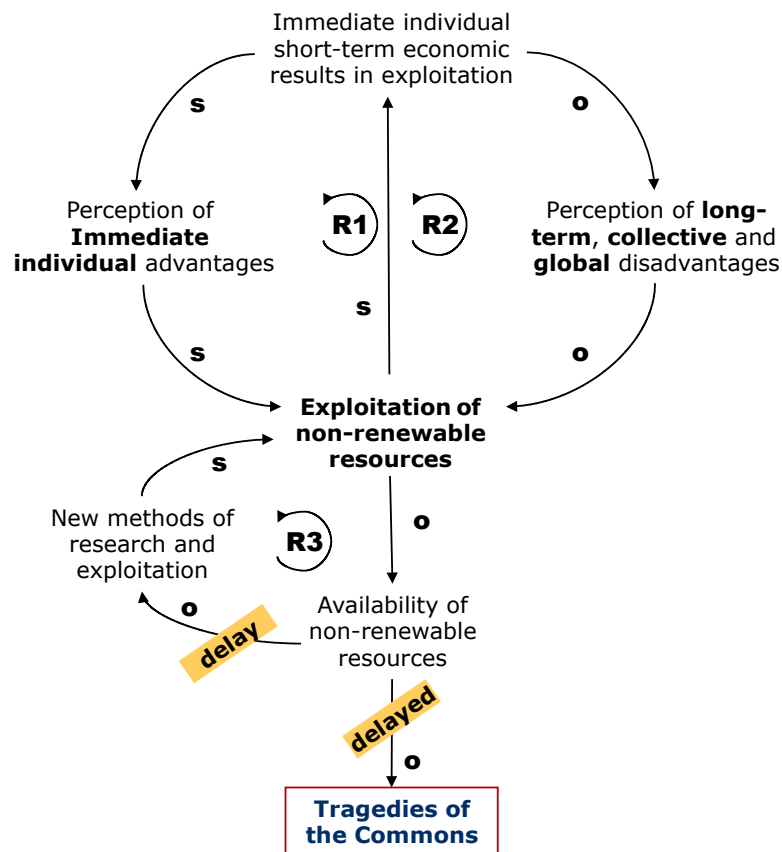 Immediate individual
short-term economic
results in exploitation
s
o
Perception of
Immediate
individual advantages
R1
R2
Perception of long-
term, collective and
global disadvantages
s
s
o
Exploitation of
non-renewable
resources
s
New methods of
research and
exploitation
R3
o
o
delay
Availability of
non-renewable
resources
delayed
o
Tragedies of
the Commons